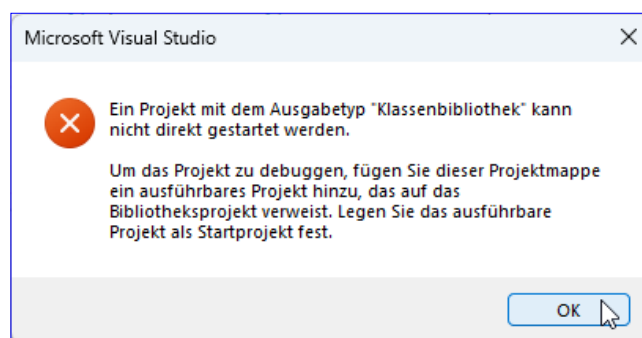 Microsoft Visual Studio
Ein Projekt mit dem Ausgabetyp "Klassenbibliothek" kann
nicht direkt gestartet werden.
Um das Projekt zu debuggen, fügen Sie dieser Projektmappe
ein ausführbares Projekt hinzu, das auf das
Bibliotheksprojekt verweist. Legen Sie das ausführbare
Projekt als Startprojekt fest.
OK